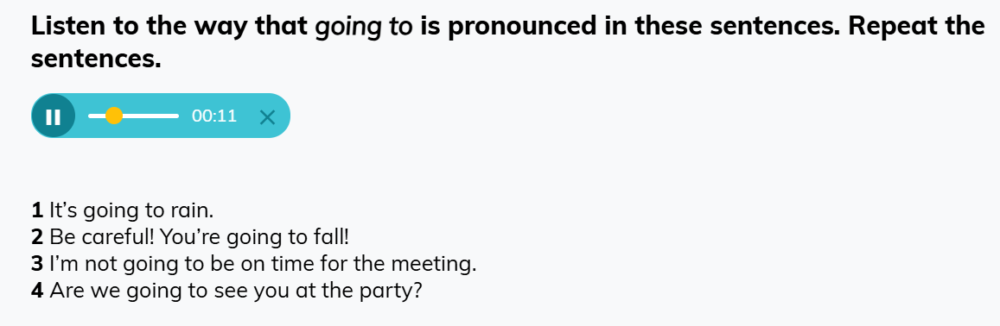 Listen to the way that going to is pronounced in these sentences. Repeat the
sentences.
00:11
1 It’s going to rain.
2 Be careful! You’re going to fall!
3 I’m not going to be on time for the meeting.
4 Are we going to see you at the party?